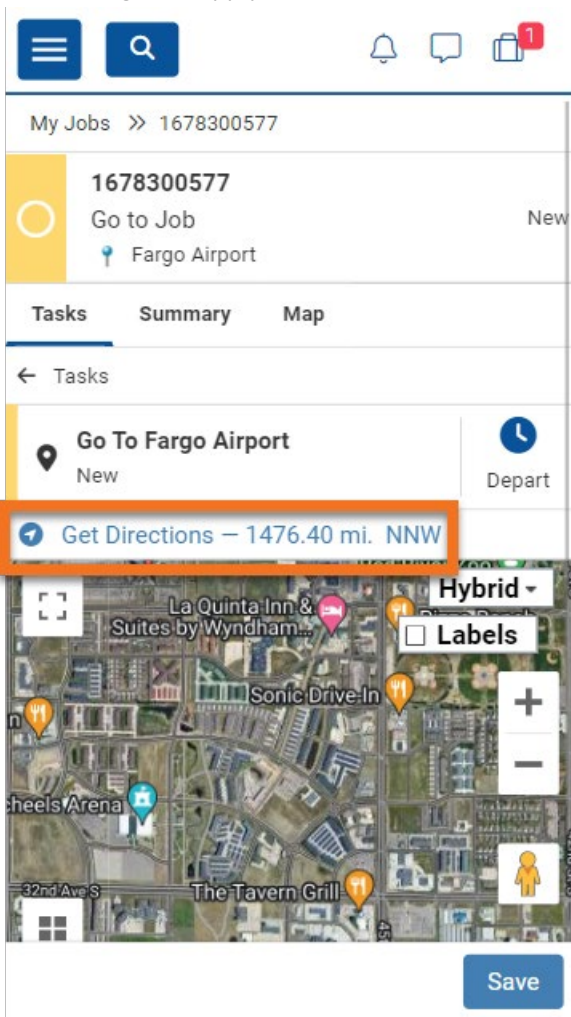 1
My Jobs >> 1678300577
1678300577
Go to Job
New
Fargo Airport
Tasks Summary Map
← Tasks
Go To Fargo Airport
New
Depart
Get Directions — 1476.40 mi. NNW
Hybrid
La Quinta Inn &
Suites by Wyndham...
Labels
Sonic Drive-In
cheels Arena
32nd Ave S
The Tavern Grill
45
Save